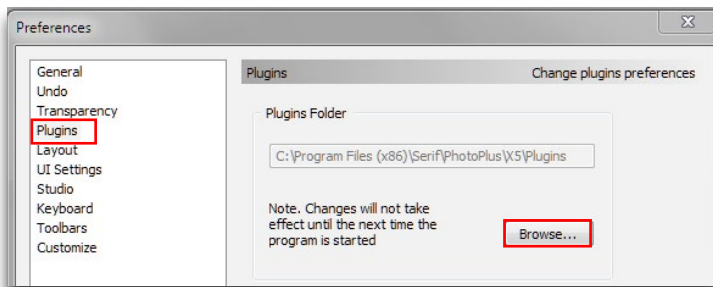 Preferences
General
Undo
Transparency
Plugins
Layout
UI Settings
Studio
Keyboard
Toolbars
Customize
Plugins Change plugins preferences
Plugins Folder
C:\Program Files (x86)\Serif\PhotoPlus\X5\Plugins
Note. Changes will not take
effect until the next time the
program is started
Browse...